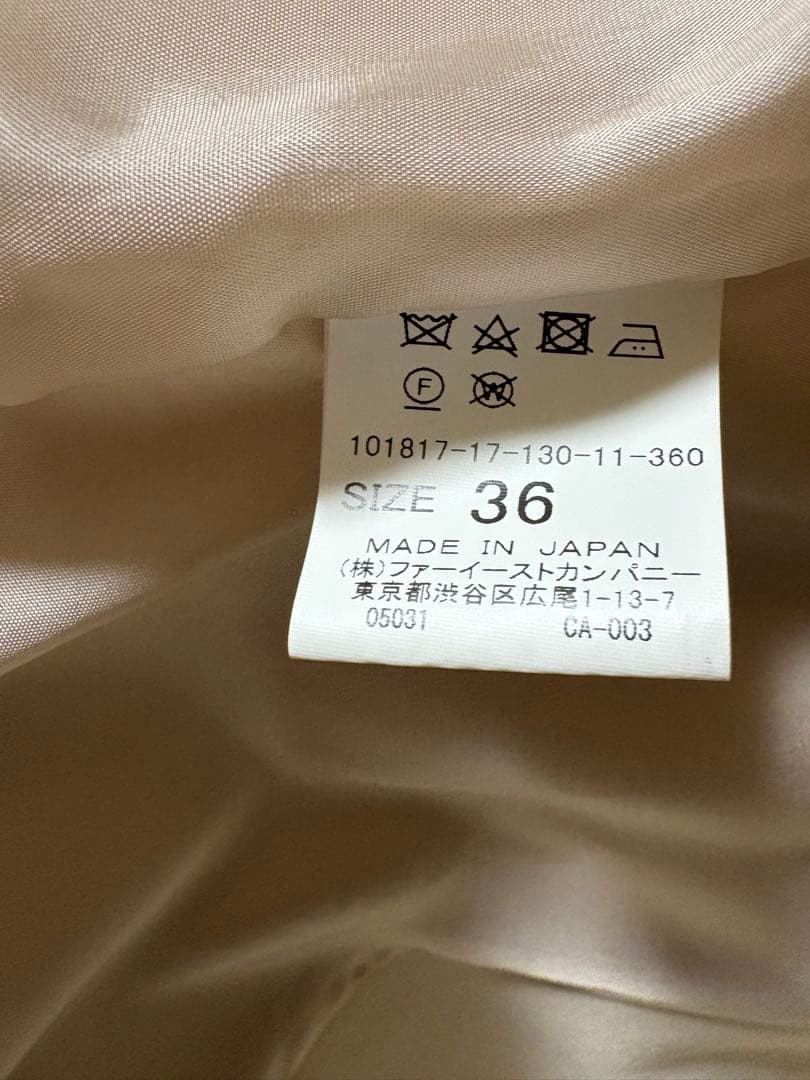 F W
101817-17-130-11-360
SIZE 36
MADE IN JAPAN
(株)ファーイーストカンパニー
東京都渋谷区広尾1-13-7
05031 CA-003